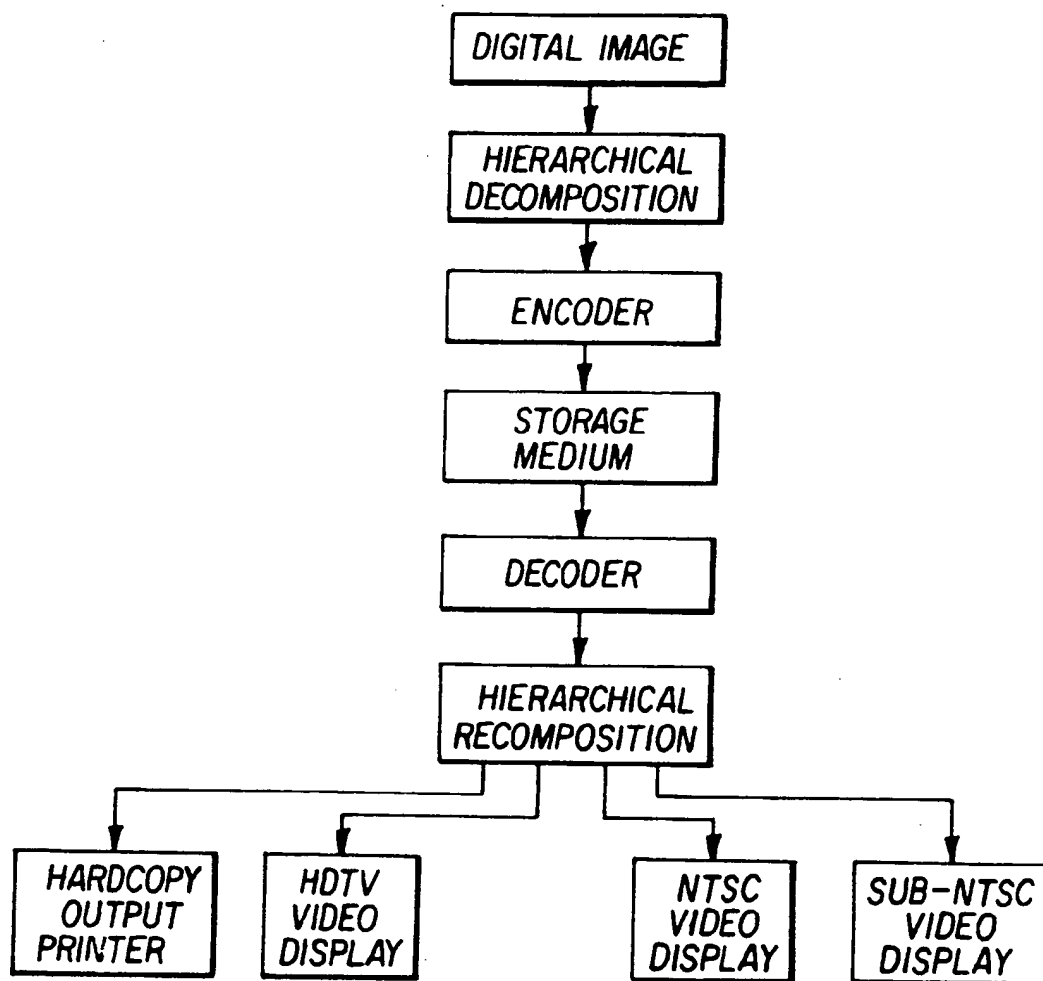 DIGITAL IMAGE
HIERARCHICAL
DECOMPOSITION
ENCODER
STORAGE
MEDIUM
DECODER
HIERARCHICAL
RECOMPOSITION
HARDCOPY
OUTPUT
PRINTER
HDTV
VIDEO
DISPLAY
NTSC
VIDEO
DISPLAY
SUB-NTSC
VIDEO
DISPLAY